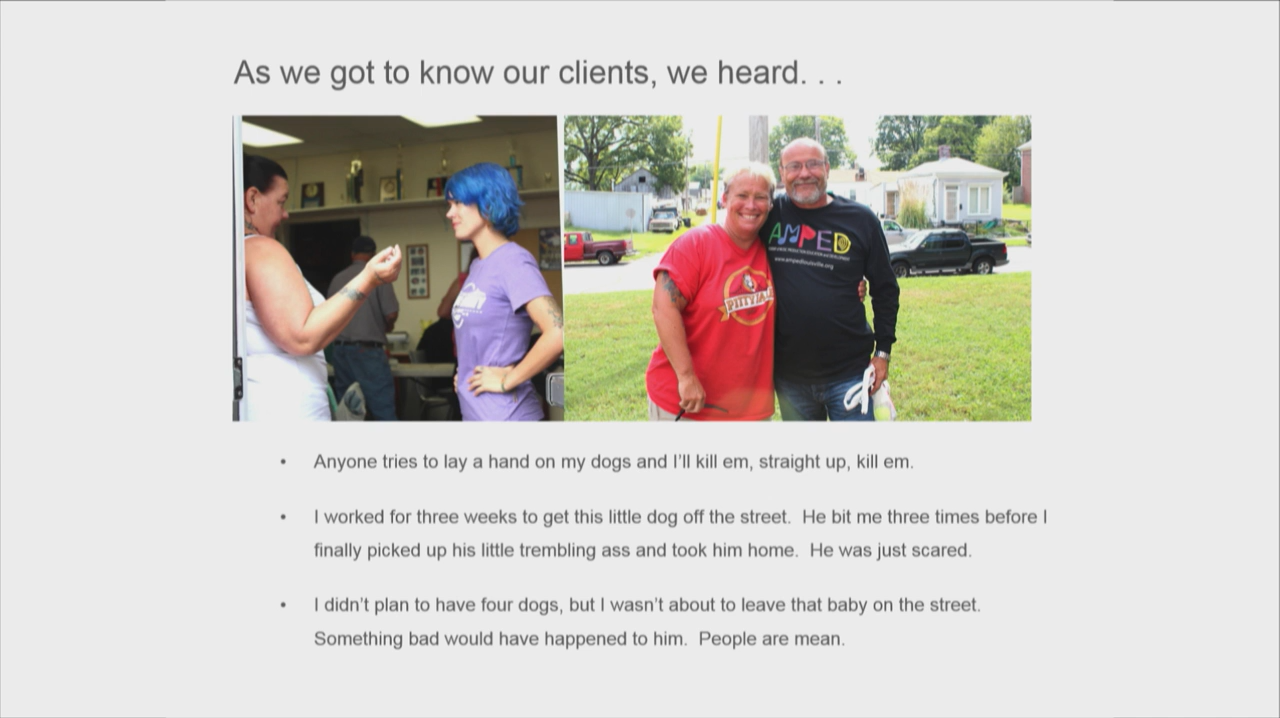 As we got to know our clients, we heard. . .
AMPED
www.ampedlouisville.org
• Anyone tries to lay a hand on my dogs and I’ll kill em, straight up, kill em.
• I worked for three weeks to get this little dog off the street.  He bit me three times before I
finally picked up his little trembling ass and took him home.  He was just scared.
• I didn’t plan to have four dogs, but I wasn’t about to leave that baby on the street.
Something bad would have happened to him.  People are mean.